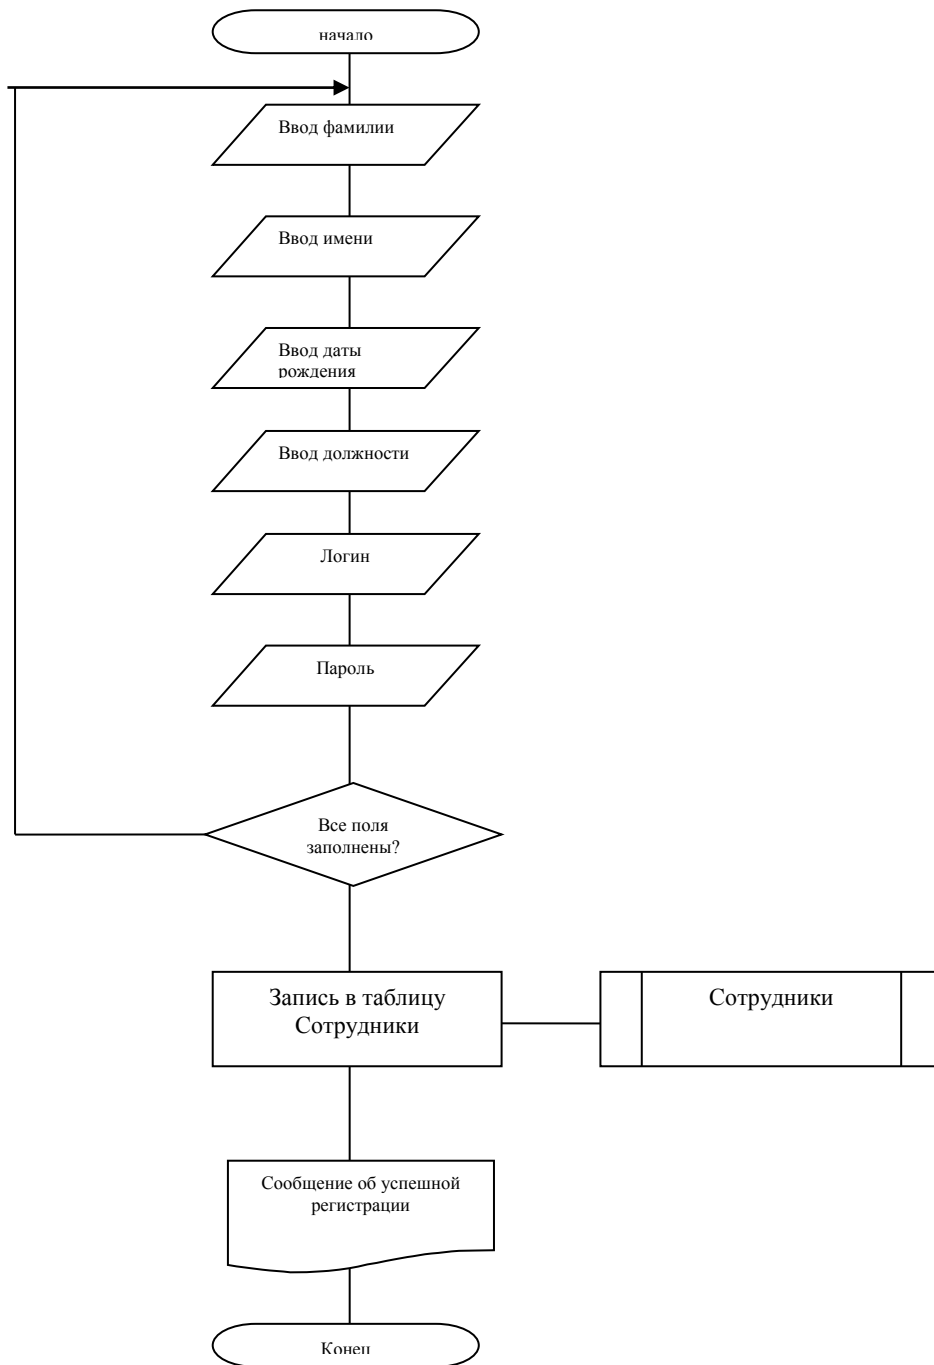 начало
Ввод фамилии
Ввод имени
Ввод даты
рождения
Ввод должности
Логин
Пароль
Все поля
заполнены?
Запись в таблицу
Сотрудники
Сотрудники
Сообщение об успешной
регистрации
Конец